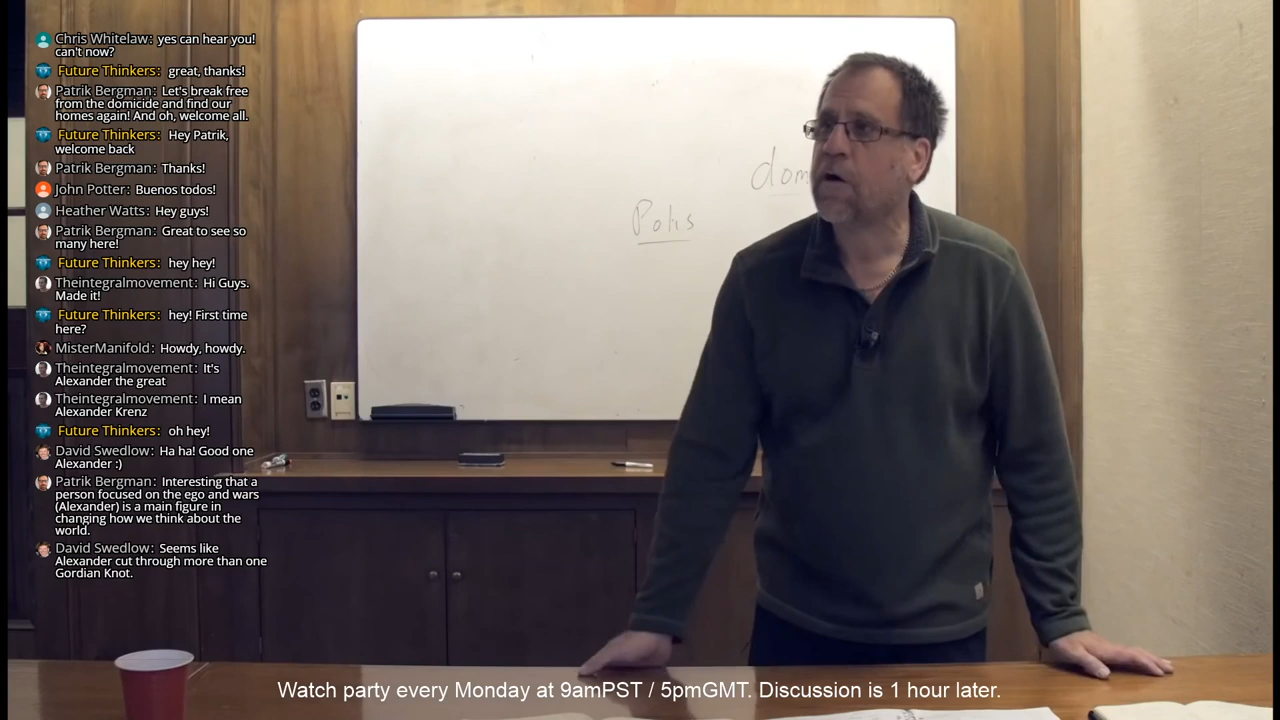 Chris Whitelaw: yes can hear you!
can't now?
Future Thinkers: great, thanks!
Patrik Bergman: Let's break free
from the domicide and find our
homes again! And oh, welcome all.
Future Thinkers: Hey Patrik,
welcome back
Patrik Bergman: Thanks!
John Potter: Buenos todos!
Heather Watts: Hey guys!
Patrik Bergman: Great to see so
many here!
Future Thinkers: hey hey!
Theintegralmovement: Hi Guys.
Made it!
Future Thinkers: hey! First time
here?
MisterManifold: Howdy, howdy.
Theintegralmovement: It's
Alexander the great
Theintegralmovement: I mean
Alexander Krenz
Future Thinkers: oh hey!
David Swedlow: Ha ha! Good one
Alexander :)
Patrik Bergman: Interesting that a
person focused on the ego and wars
(Alexander) is a main figure in
changing how we think about the
world.
David Swedlow: Seems like
Alexander cut through more than one
Gordian Knot.
dom
Polis
Watch party every Monday at 9amPST / 5pmGMT. Discussion is 1 hour later.